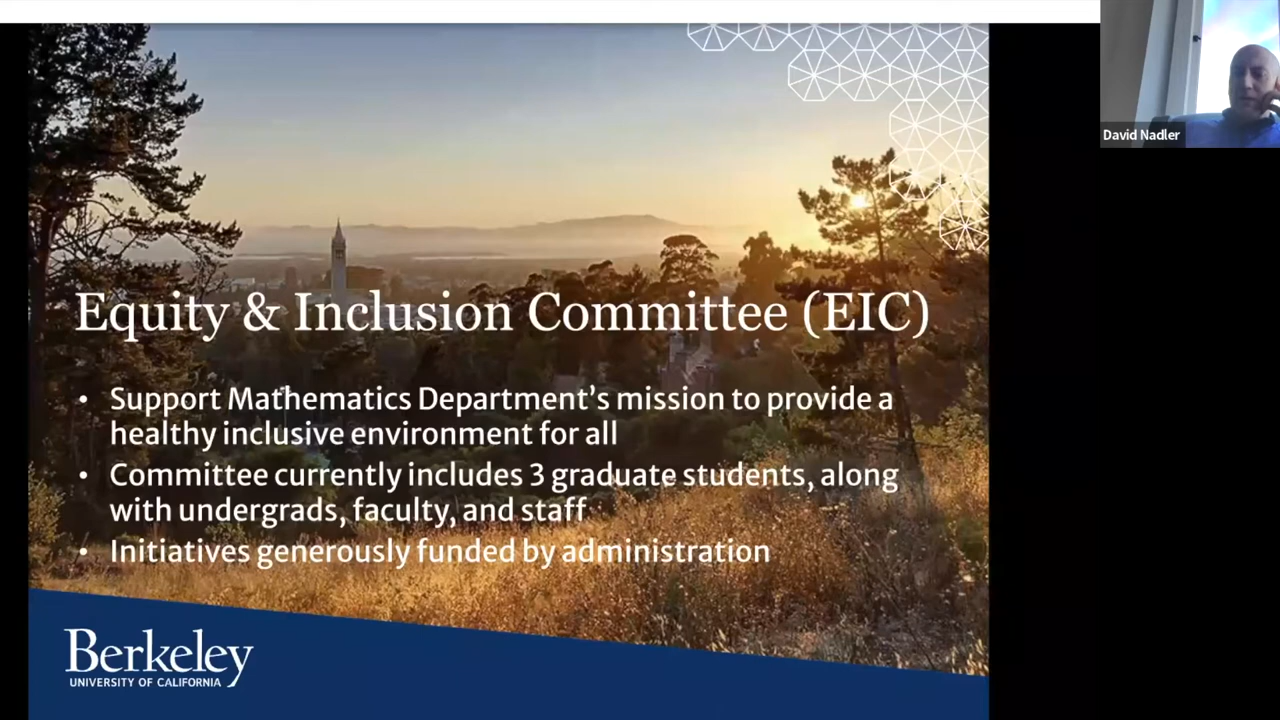 David Nadler
Equity & Inclusion Committee (EIC)
• Support Mathematics Department’s mission to provide a
healthy inclusive environment for all
• Committee currently includes 3 graduate students, along
with undergrads, faculty, and staff
• Initiatives generously funded by administration
Berkeley
UNIVERSITY OF CALIFORNIA